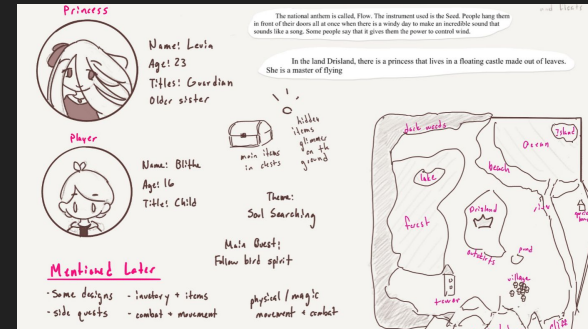 Princess
Name: Levia
Age: 23
Titles: Guardian
Older sister
Player
Name: Blithe
Age: 16
Title: Child
Mentioned Later
- Some designs
- side quests
- inventory + items
- combat + movement
The national anthem is called, Flow. The instrument used is the Seed. People hang them
in front of their doors all at once when there is a windy day to make an incredible sound that
sounds like a song. Some people say that it gives them the power to control wind.
In the land Drisland, there is a princess that lives in a floating castle made out of leaves.
She is a master of flying
main items
in chests
hidden
items
glimmer
on the
ground
Theme:
Soul Searching
Main Quest:
Follow bird spirit
physical / magic
movement + combat
dark woods
Ocean
Island
beach
lake
forest
Drisland
outskirts
river
pond
village
tower